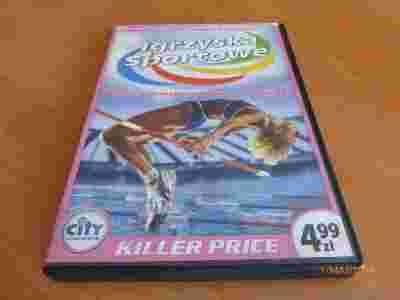 Igrzyska
Sportowe
CITY
KILLER PRICE
4,99
zł